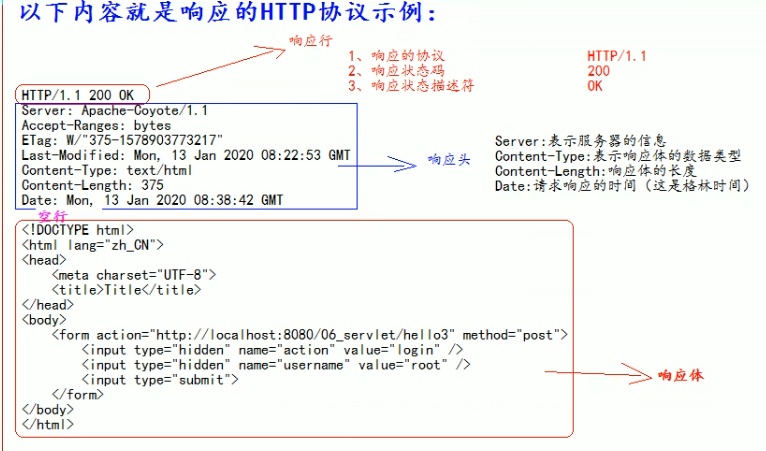 以下内容就是响应的HTTP协议示例：
响应行
1、响应的协议 HTTP/1.1
2、响应状态码 200
3、响应状态描述符 OK
HTTP/1.1 200 OK
Server: Apache-Coyote/1.1
Accept-Ranges: bytes
ETag: W/"375-1578903773217"
Last-Modified: Mon, 13 Jan 2020 08:22:53 GMT
Content-Type: text/html
Content-Length: 375
Date: Mon, 13 Jan 2020 08:38:42 GMT
响应头
Server:表示服务器的信息
Content-Type:表示响应体的数据类型
Content-Length:响应体的长度
Date:请求响应的时间（这是格林时间）
空行
<!DOCTYPE html>
<html lang="zh_CN">
<head>
    <meta charset="UTF-8">
    <title>Title</title>
</head>
<body>
    <form action="http://localhost:8080/06_servlet/hello3" method="post">
        <input type="hidden" name="action" value="login" />
        <input type="hidden" name="username" value="root" />
        <input type="submit">
    </form>
</body>
</html>
响应体